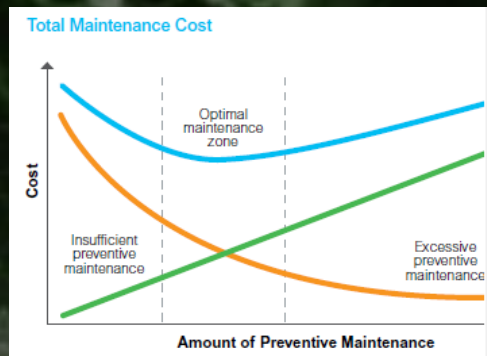 Total Maintenance Cost
Optimal
maintenance
zone
Cost
Insufficient
preventive
maintenance
Excessive
preventive
maintenance
Amount of Preventive Maintenance